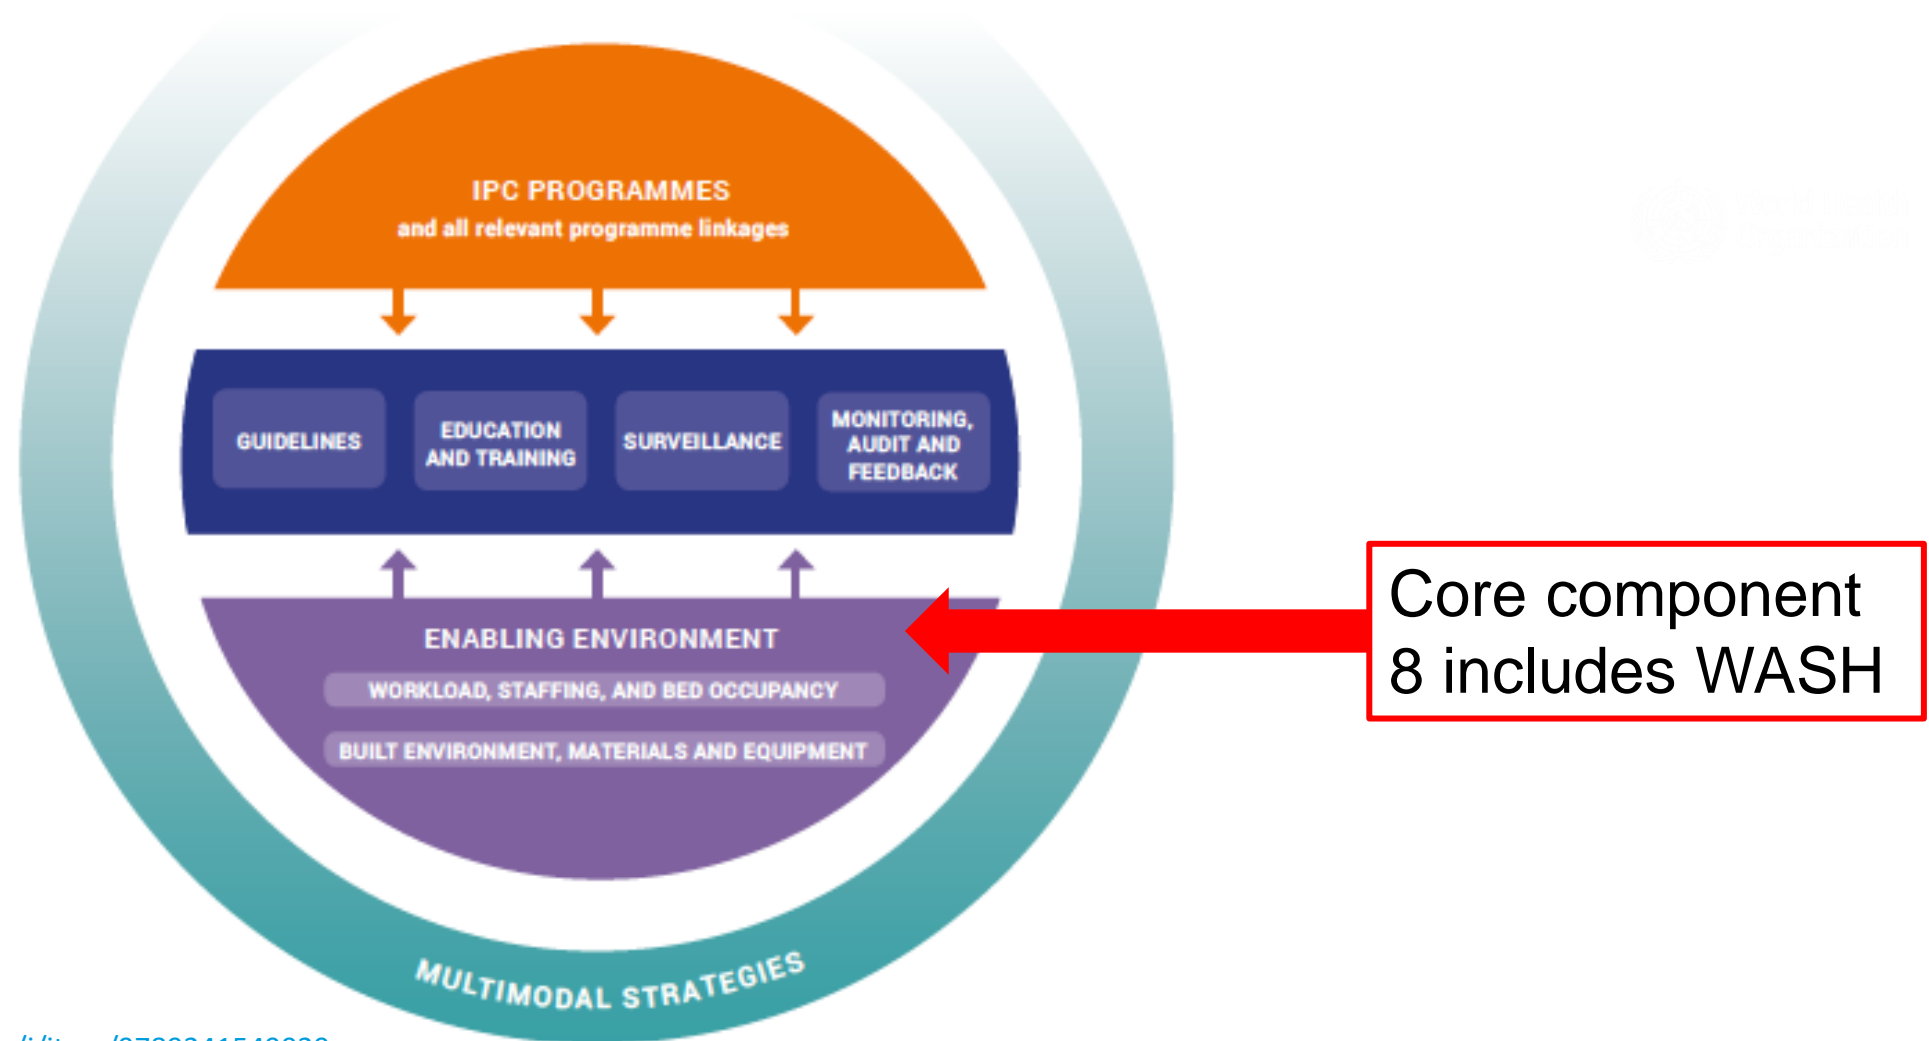 IPC PROGRAMMES
and all relevant programme linkages
GUIDELINES
EDUCATION
AND TRAINING
SURVEILLANCE
MONITORING,
AUDIT AND
FEEDBACK
ENABLING ENVIRONMENT
WORKLOAD, STAFFING, AND BED OCCUPANCY
BUILT ENVIRONMENT, MATERIALS AND EQUIPMENT
Core component
8 includes WASH
MULTIMODAL STRATEGIES